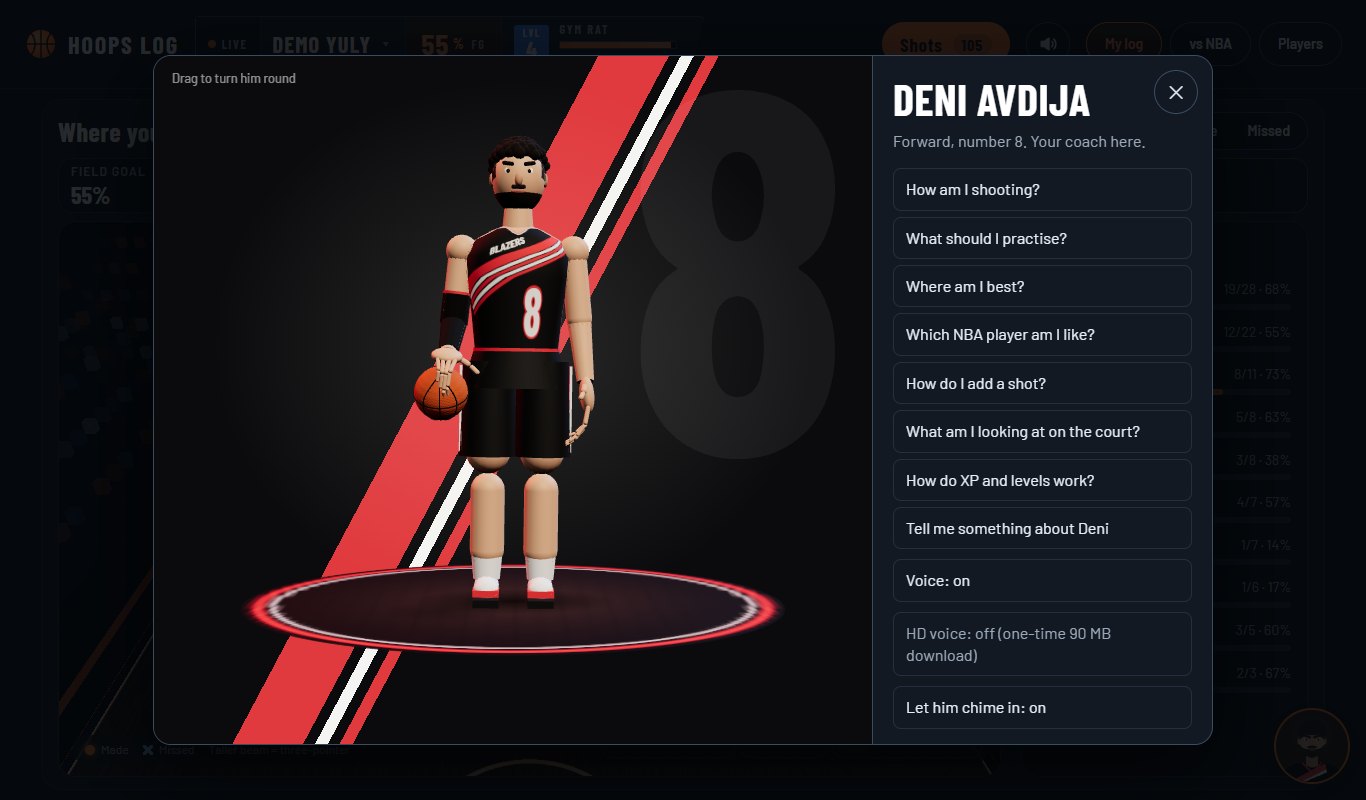 HOOPS LOG
LIVE
DEMO YULY
55% FG
LVL 4
GYM RAT
Shots 105
My log
vs NBA
Players
Where you
Missed
FIELD GOAL
55%
Drag to turn him round
8
BLAZERS
8
DENI AVDIJA
Forward, number 8. Your coach here.
How am I shooting?
What should I practise?
Where am I best?
Which NBA player am I like?
How do I add a shot?
What am I looking at on the court?
How do XP and levels work?
Tell me something about Deni
Voice: on
HD voice: off (one-time 90 MB
download)
Let him chime in: on
19/28 · 68%
12/22 · 55%
8/11 · 73%
5/8 · 63%
3/8 · 38%
4/7 · 57%
1/7 · 14%
1/6 · 17%
3/5 · 60%
2/3 · 67%
Made
Missed
Taller beam = three-pointer